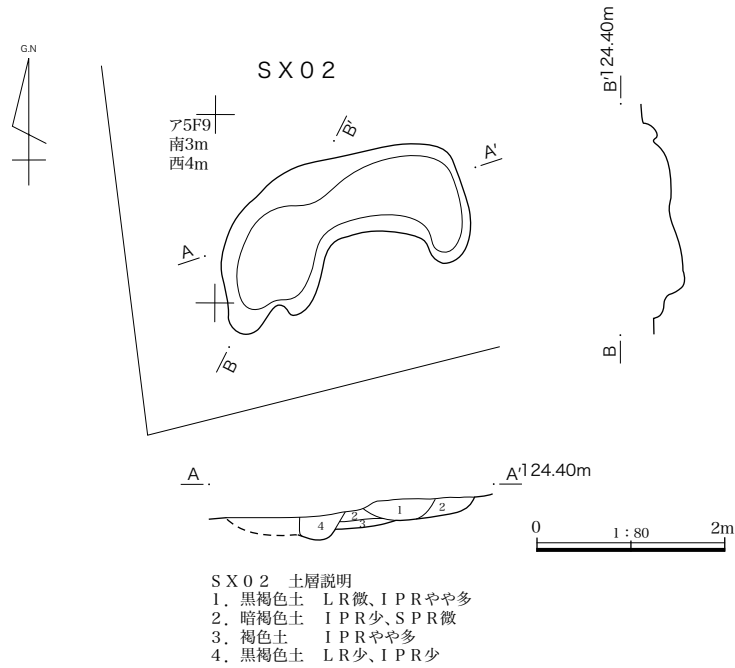 G.N
SX02
ア5F9
南3m
西4m
B'
A'
A
B
B' 124.40m
B
A
A' 124.40m
1
2
2
3
4
0
1：80
2m
SX02　土層説明
1．黒褐色土　LR微、IPRやや多
2．暗褐色土　IPR少、SPR微
3．褐色土　　IPRやや多
4．黒褐色土　LR少、IPR少